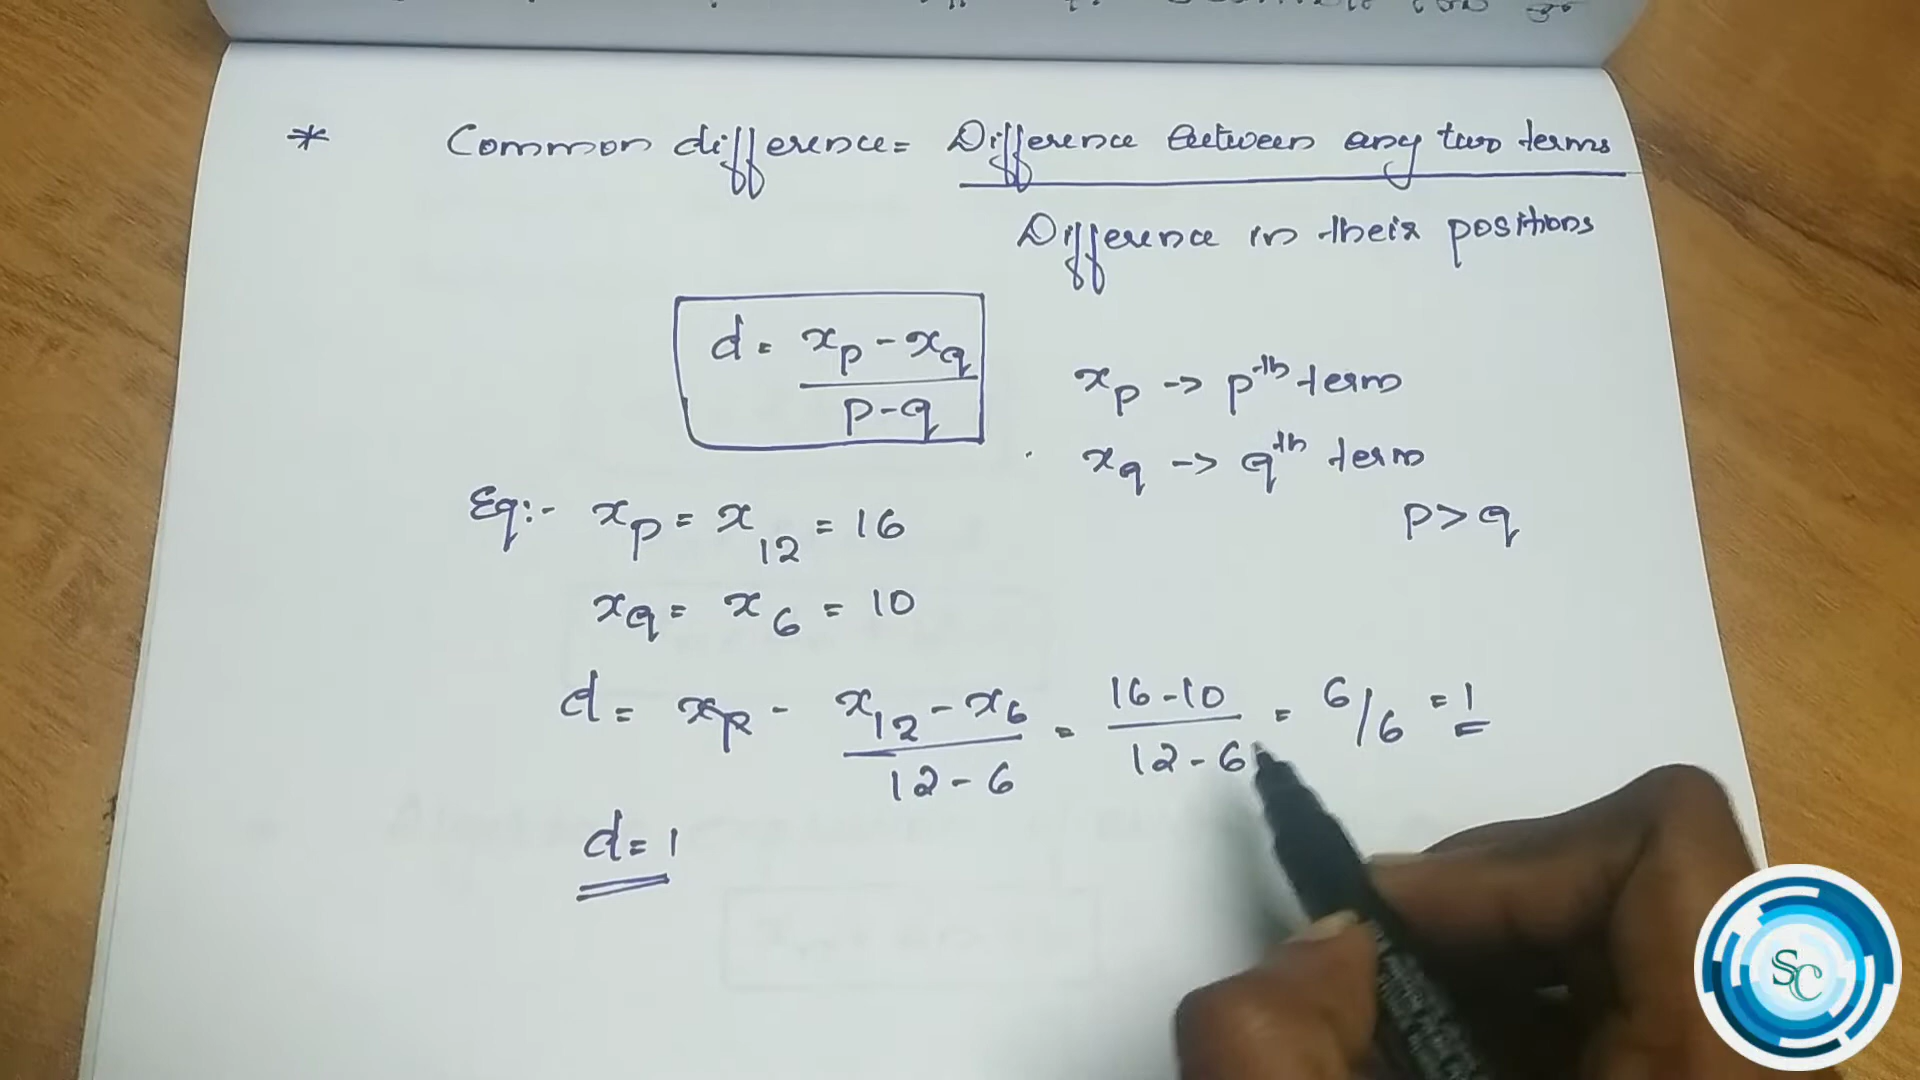 * Common difference = Difference between any two terms
Difference in their positions
d = xp - xq
p - q
xp -> pth term
xq -> qth term
p > q
Eg:- xp = x12 = 16
xq = x6 = 10
d = xp - x12 - x6 = 16 - 10 = 6/6 = 1
12 - 6 12 - 6
d = 1
SC